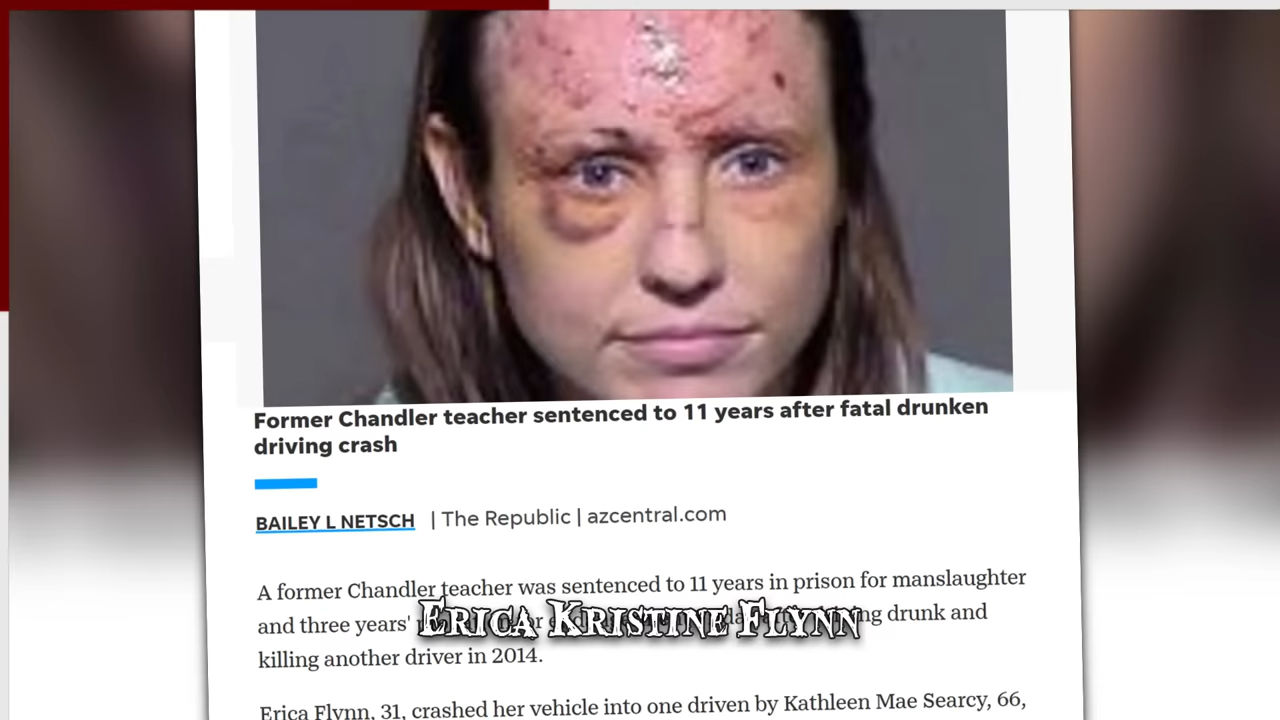 Former Chandler teacher sentenced to 11 years after fatal drunken
driving crash
BAILEY L NETSCH | The Republic | azcentral.com
A former Chandler teacher was sentenced to 11 years in prison for manslaughter
and three years' drunk and
ERICA KRISTINE FLYNN
killing another driver in 2014.
Erica Flynn, 31, crashed her vehicle into one driven by Kathleen Mae Searcy, 66,